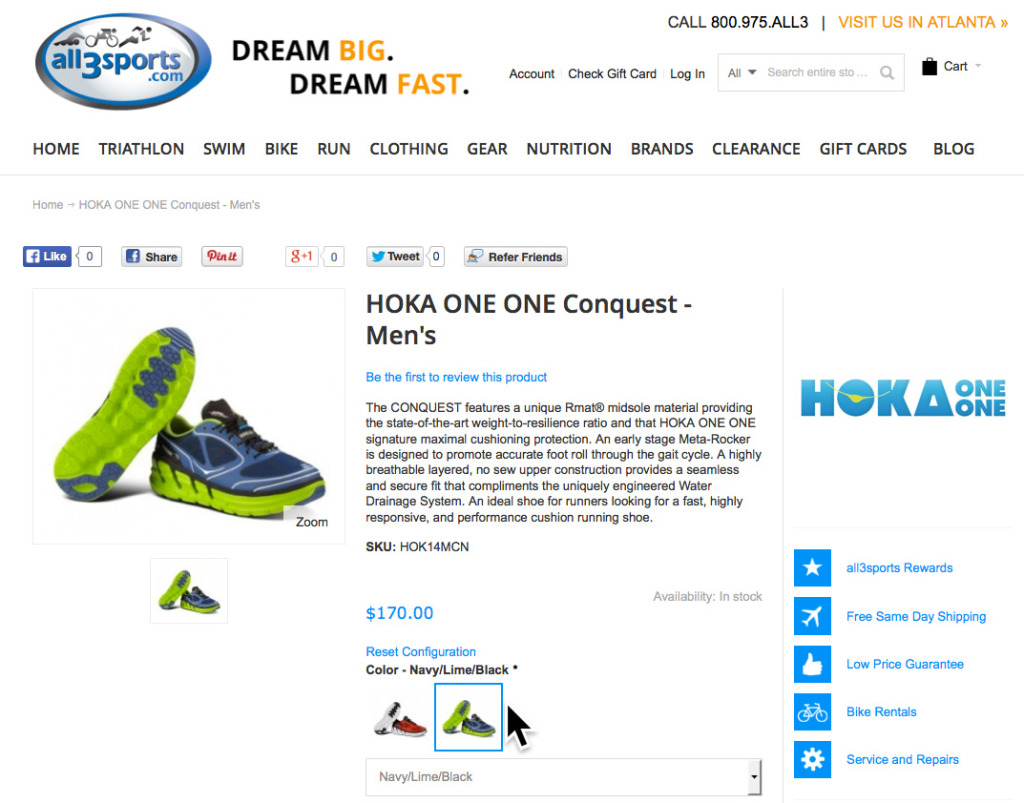 CALL 800.975.ALL3 | VISIT US IN ATLANTA »
all3sports
.com
DREAM BIG.
DREAM FAST.
Account Check Gift Card Log In
All Search entire sto ...
Cart
HOME TRIATHLON SWIM BIKE RUN CLOTHING GEAR NUTRITION BRANDS CLEARANCE GIFT CARDS BLOG
Home → HOKA ONE ONE Conquest - Men's
Like 0 Share Pin it g+1 0 Tweet 0 Refer Friends
Zoom
HOKA ONE ONE Conquest -
Men's
Be the first to review this product
The CONQUEST features a unique Rmat® midsole material providing
the state-of-the-art weight-to-resilience ratio and that HOKA ONE ONE
signature maximal cushioning protection. An early stage Meta-Rocker
is designed to promote accurate foot roll through the gait cycle. A highly
breathable layered, no sew upper construction provides a seamless
and secure fit that compliments the uniquely engineered Water
Drainage System. An ideal shoe for runners looking for a fast, highly
responsive, and performance cushion running shoe.
SKU: HOK14MCN
Availability: In stock
$170.00
Reset Configuration
Color - Navy/Lime/Black *
Navy/Lime/Black
HOKA ONE
ONE
all3sports Rewards
Free Same Day Shipping
Low Price Guarantee
Bike Rentals
Service and Repairs